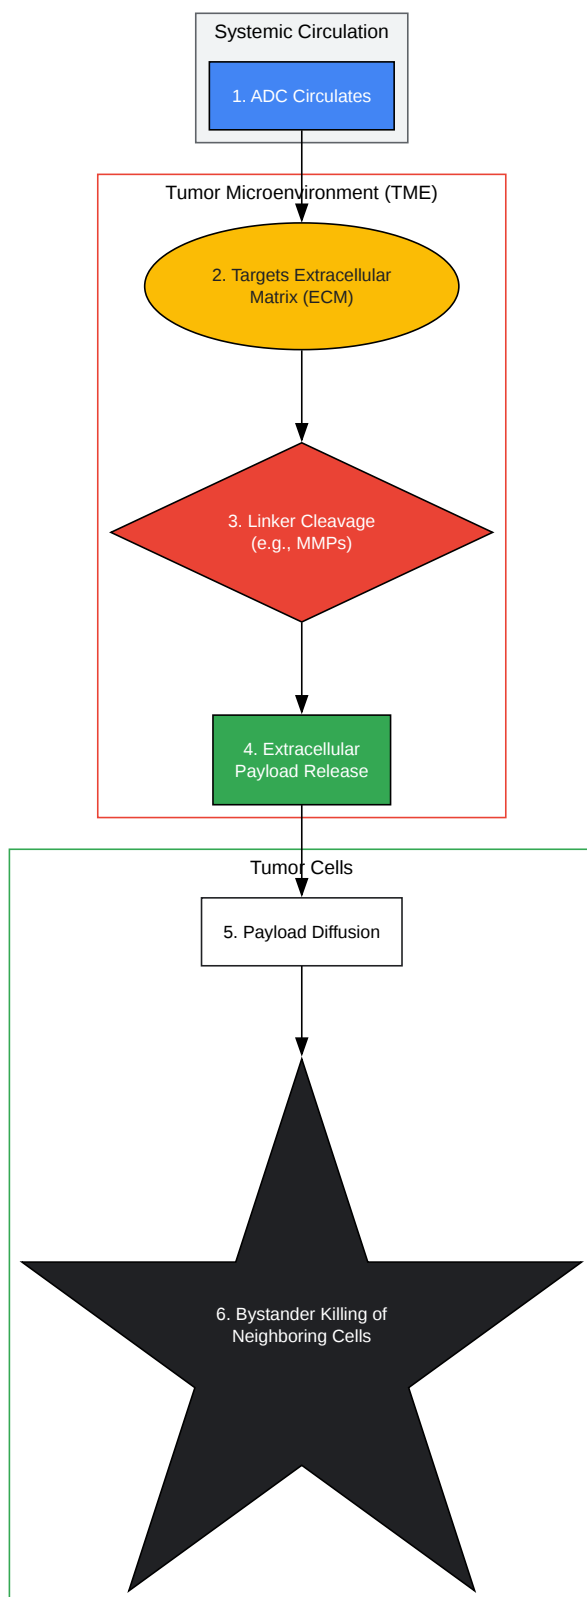 Systemic Circulation
1. ADC Circulates
Tumor Microenvironment (TME)
2. Targets Extracellular
Matrix (ECM)
3. Linker Cleavage
(e.g., MMPs)
4. Extracellular
Payload Release
Tumor Cells
5. Payload Diffusion
6. Bystander Killing of
Neighboring Cells